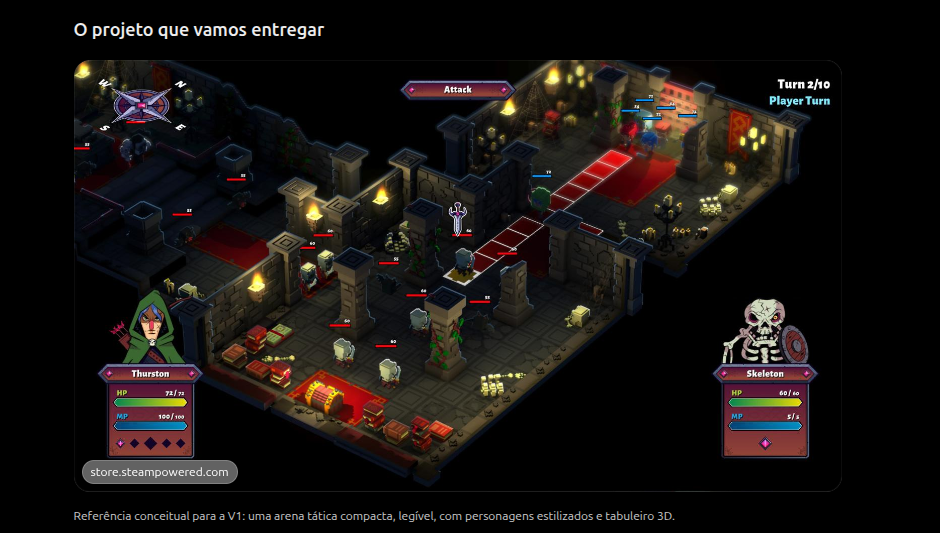 O projeto que vamos entregar
W
N
S
E
Attack
Turn 2/10
Player Turn
Thurston
HP 72/72
MP 100/100
Skeleton
HP 60/60
MP 5/5
store.steampowered.com
Referência conceitual para a V1: uma arena tática compacta, legível, com personagens estilizados e tabuleiro 3D.